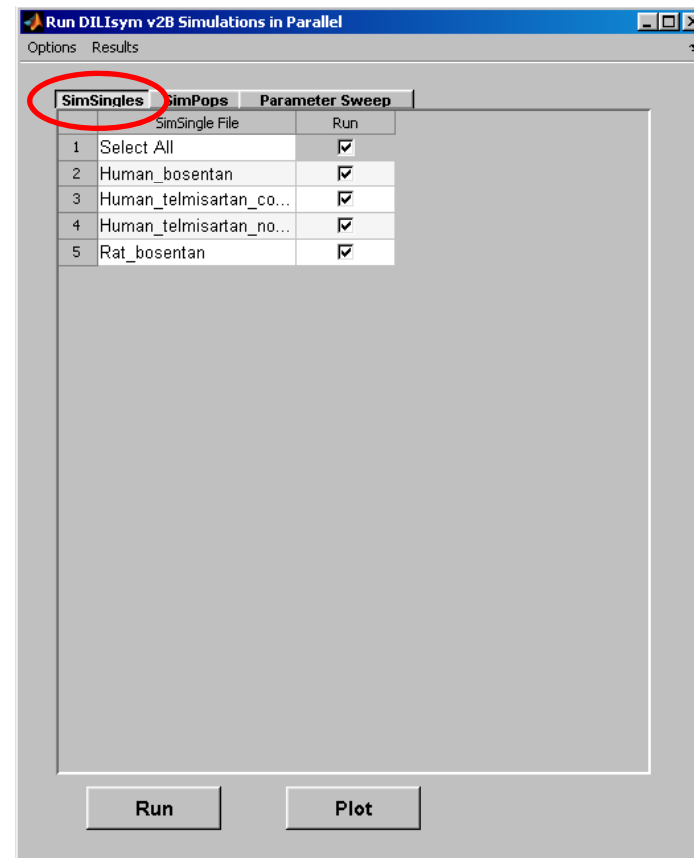 Run DILIsym v2B Simulations in Parallel
Options Results
SimSingles SimPops Parameter Sweep
SimSingle File Run
1 Select All
2 Human_bosentan
3 Human_telmisartan_co...
4 Human_telmisartan_no...
5 Rat_bosentan
Run Plot